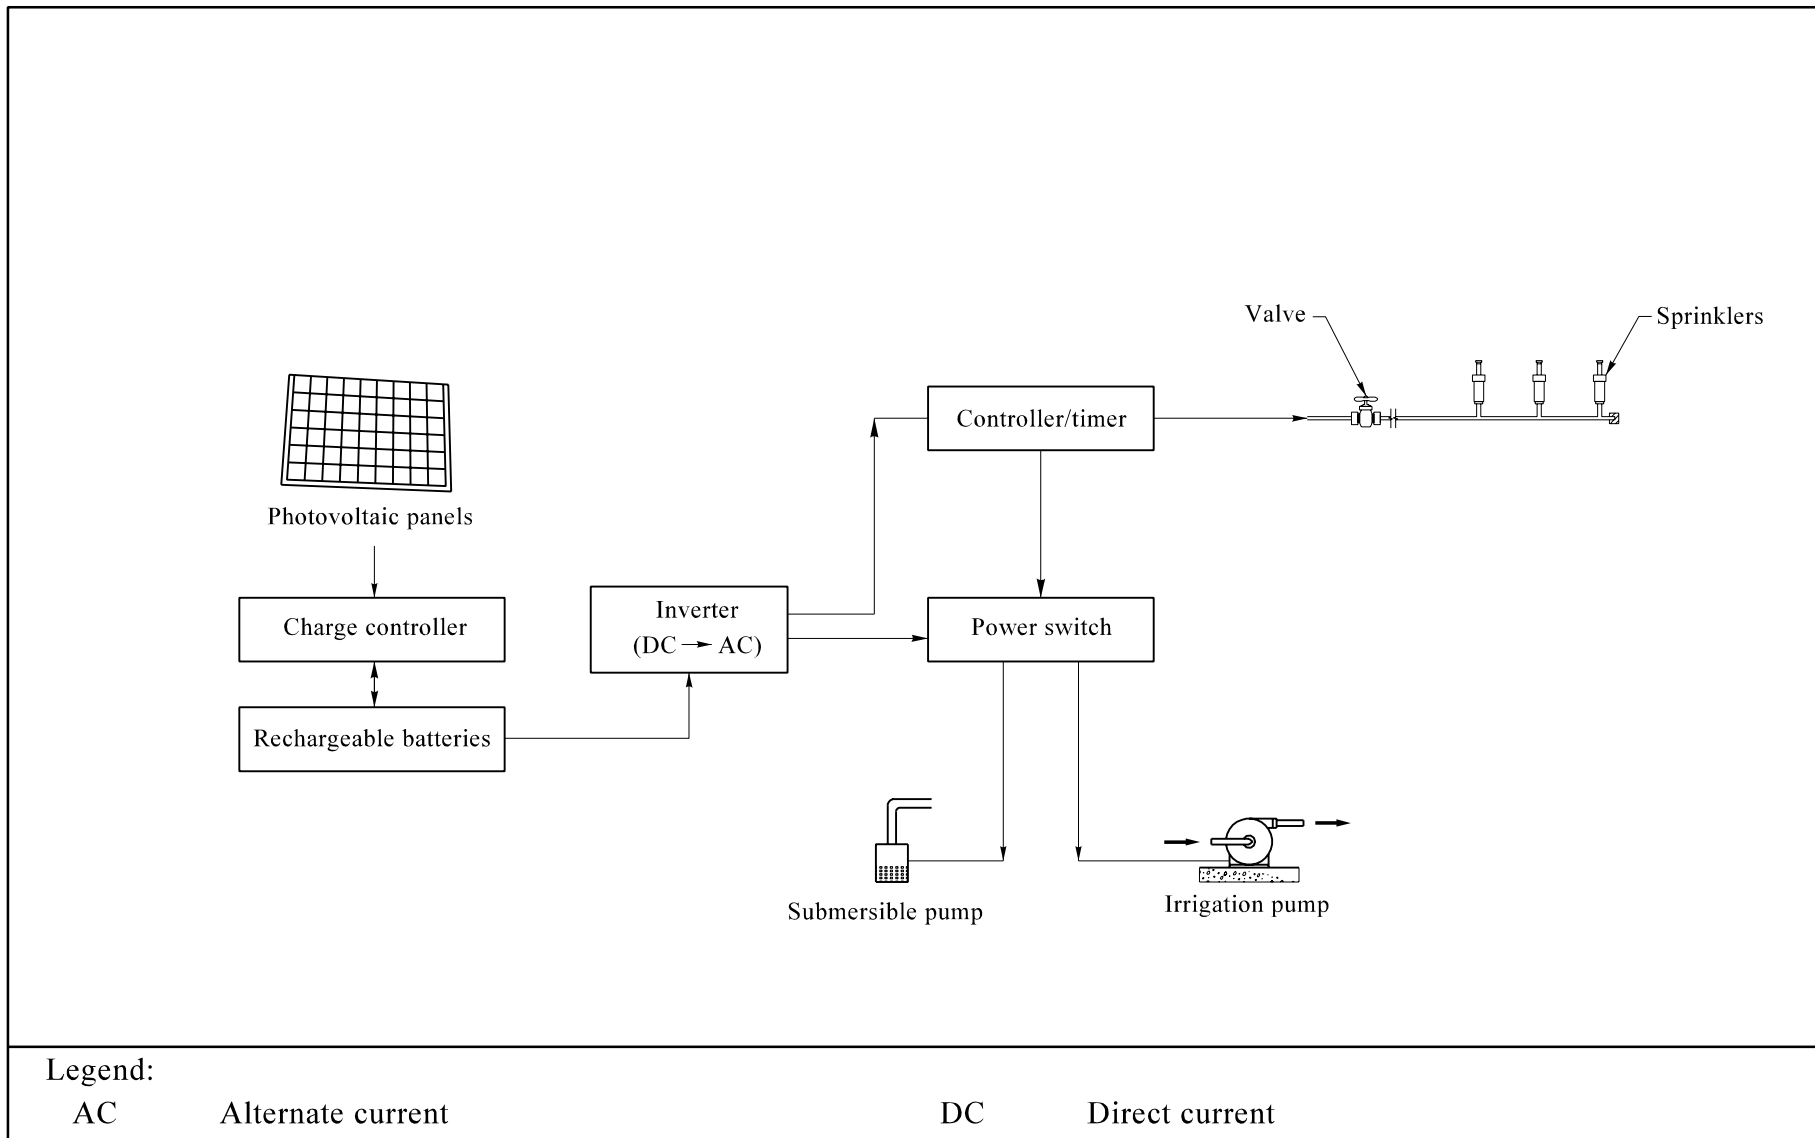 Valve
Sprinklers
Controller/timer
Photovoltaic panels
Inverter
(DC → AC)
Charge controller
Power switch
Rechargeable batteries
Submersible pump
Irrigation pump
Legend:
AC Alternate current DC Direct current